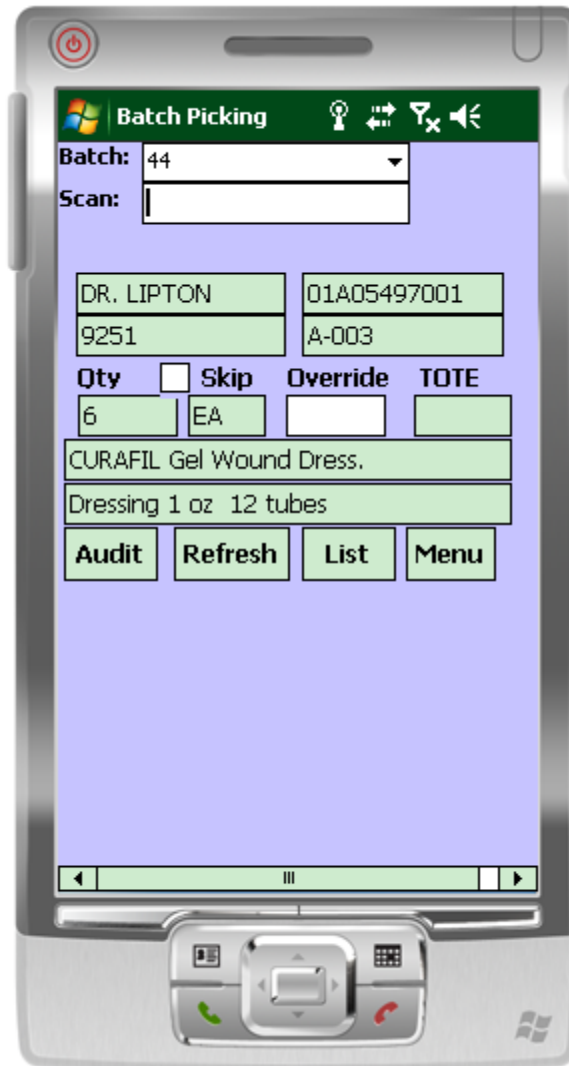 Batch Picking
Batch: 44
Scan:
DR. LIPTON 01A05497001
9251 A-003
Qty Skip Override TOTE
6 EA
CURAFIL Gel Wound Dress.
Dressing 1 oz 12 tubes
Audit Refresh List Menu